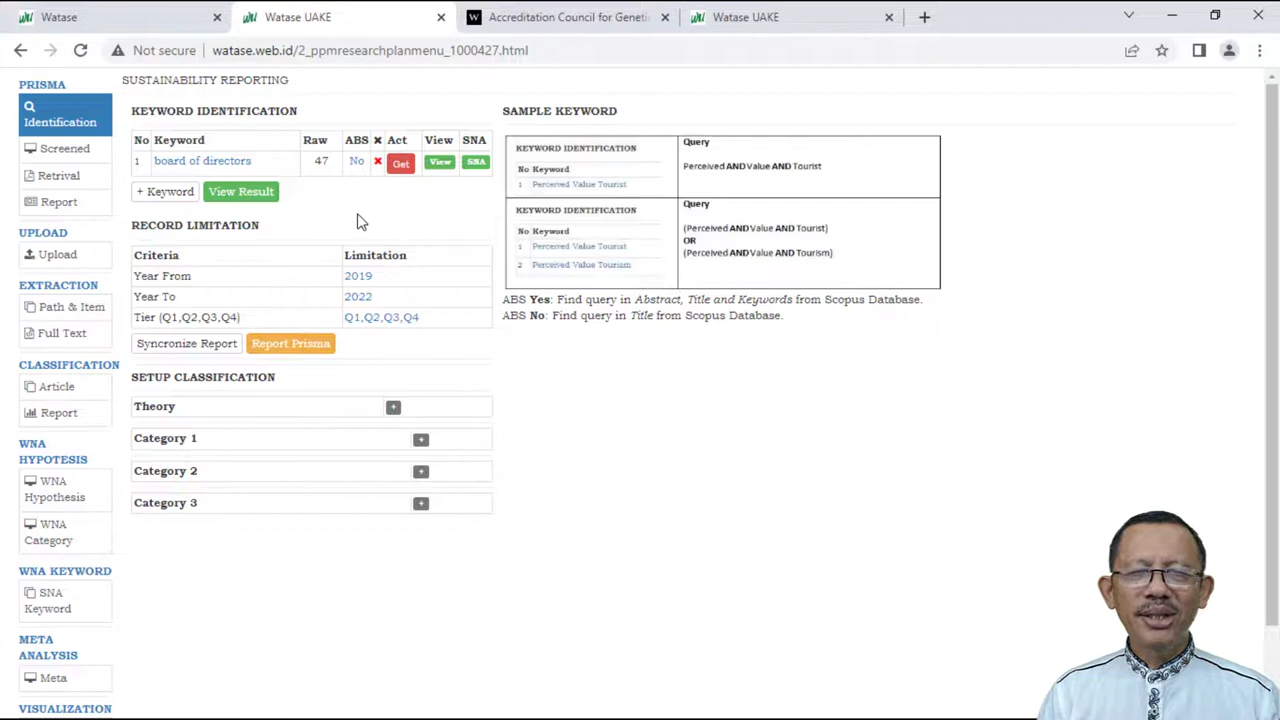 Watase
Watase UAKE
Accreditation Council for Geneti
Watase UAKE
Not secure
watase.web.id/2_ppmresearchplanmenu_1000427.html
PRISMA
Identification
Screened
Retrival
Report
UPLOAD
Upload
EXTRACTION
Path & Item
Full Text
CLASSIFICATION
Article
Report
WNA
HYPOTESIS
WNA
Hypothesis
WNA
Category
WNA KEYWORD
SNA
Keyword
META
ANALYSIS
Meta
VISUALIZATION
SUSTAINABILITY REPORTING
KEYWORD IDENTIFICATION
No Keyword Raw ABS Act View SNA
1 board of directors 47 No Get View SNA
+ Keyword View Result
RECORD LIMITATION
Criteria Limitation
Year From 2019
Year To 2022
Tier (Q1,Q2,Q3,Q4) Q1,Q2,Q3,Q4
Syncronize Report Report Prisma
SETUP CLASSIFICATION
Theory +
Category 1 +
Category 2 +
Category 3 +
SAMPLE KEYWORD
KEYWORD IDENTIFICATION
No Keyword
1 Perceived Value Tourist
Query
Perceived AND Value AND Tourist
KEYWORD IDENTIFICATION
No Keyword
1 Perceived Value Tourist
2 Perceived Value Tourism
Query
(Perceived AND Value AND Tourist)
OR
(Perceived AND Value AND Tourism)
ABS Yes: Find query in Abstract, Title and Keywords from Scopus Database.
ABS No: Find query in Title from Scopus Database.